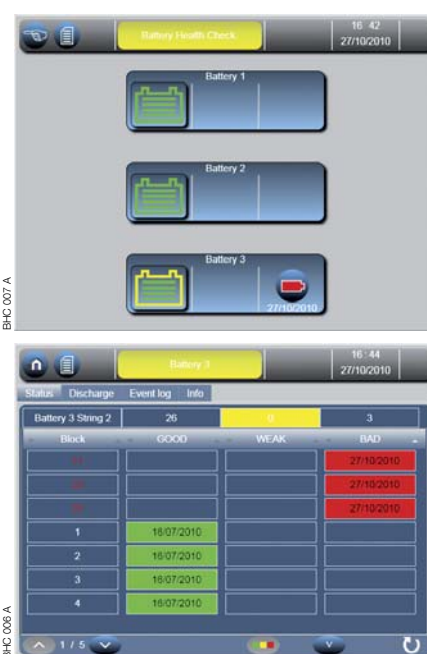 Battery Health Check
16 42
27/10/2010
Battery 1
Battery 2
Battery 3
27/10/2010
BHC 007 A
Battery 3
16:44
27/10/2010
Status Discharge Event log Info
Battery 3 String 2 26 0 3
Block GOOD WEAK BAD
27/10/2010
27/10/2010
27/10/2010
1 16/07/2010
2 16/07/2010
3 16/07/2010
4 16/07/2010
BHC 006 A
1 / 5